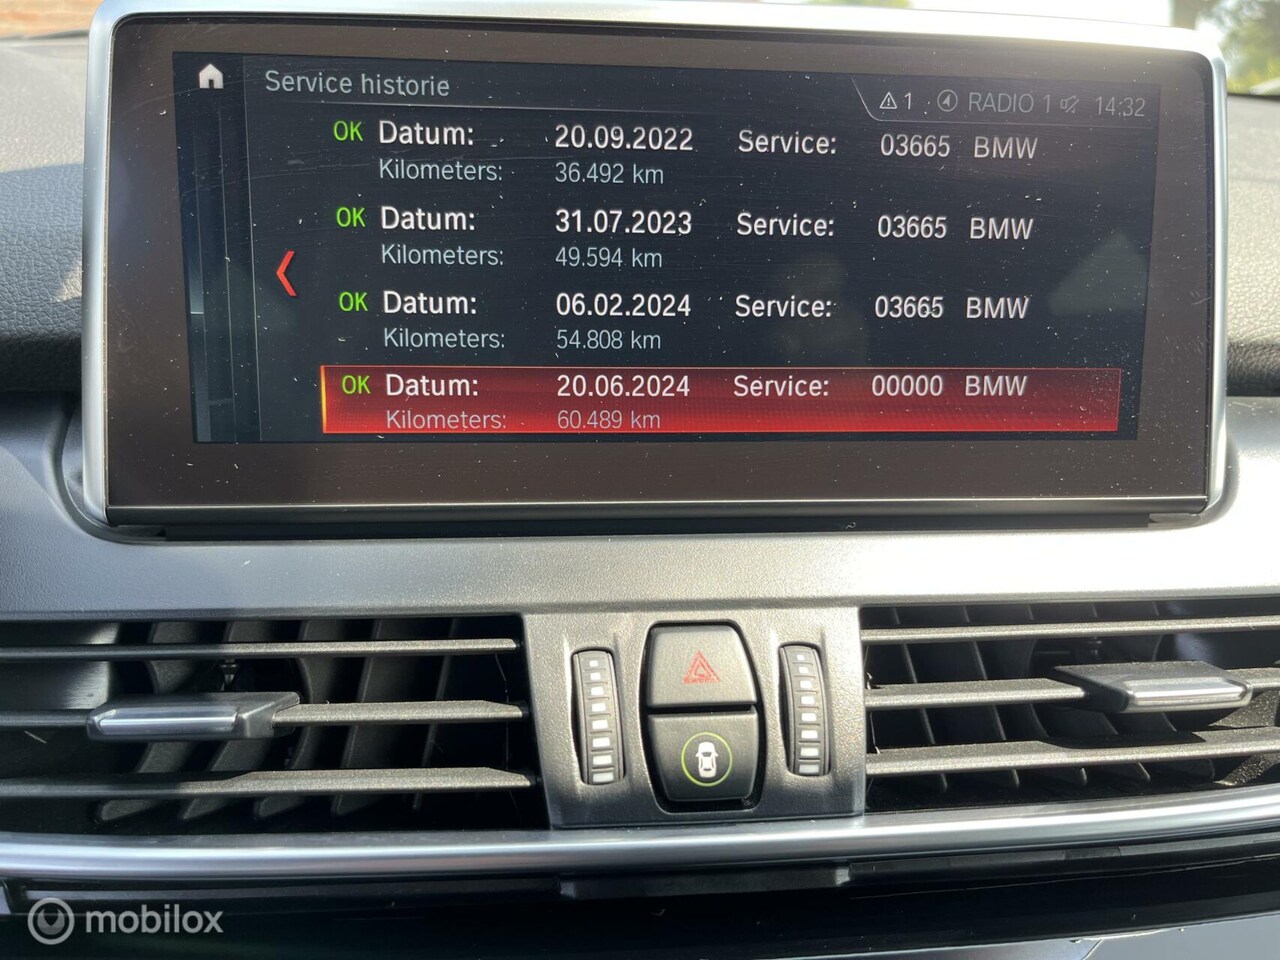 Service historie
1 RADIO 1 14:32
OK Datum: 20.09.2022 Service: 03665 BMW
Kilometers: 36.492 km
OK Datum: 31.07.2023 Service: 03665 BMW
Kilometers: 49.594 km
OK Datum: 06.02.2024 Service: 03665 BMW
Kilometers: 54.808 km
OK Datum: 20.06.2024 Service: 00000 BMW
Kilometers: 60.489 km
mobilox